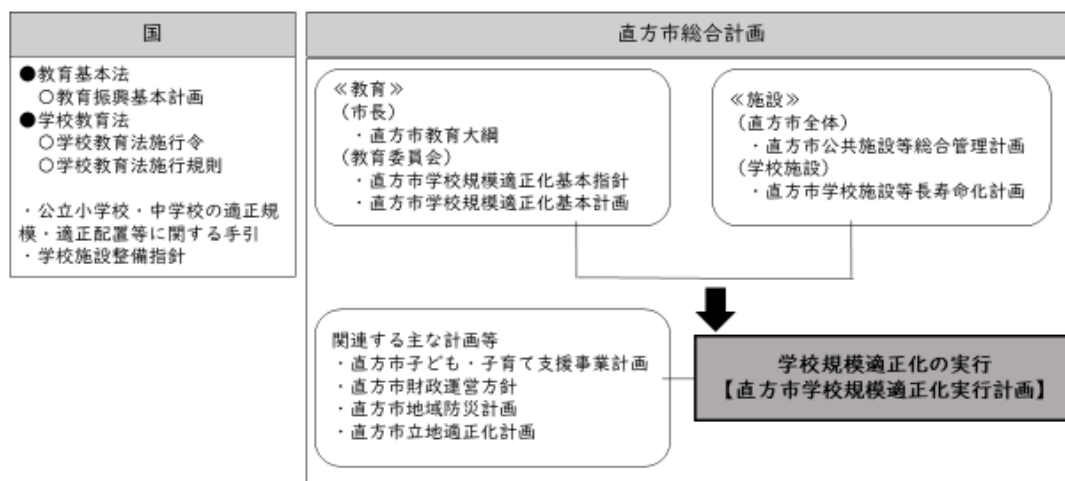 国
●教育基本法
○教育振興基本計画
●学校教育法
○学校教育法施行令
○学校教育法施行規則
・公立小学校・中学校の適正規
模・適正配置等に関する手引
・学校施設整備指針
直方市総合計画
≪教育≫
(市長)
・直方市教育大綱
(教育委員会)
・直方市学校規模適正化基本指針
・直方市学校規模適正化基本計画
≪施設≫
(直方市全体)
・直方市公共施設等総合管理計画
(学校施設)
・直方市学校施設等長寿命化計画
関連する主な計画等
・直方市子ども・子育て支援事業計画
・直方市財政運営方針
・直方市地域防災計画
・直方市立地適正化計画
学校規模適正化の実行
【直方市学校規模適正化実行計画】